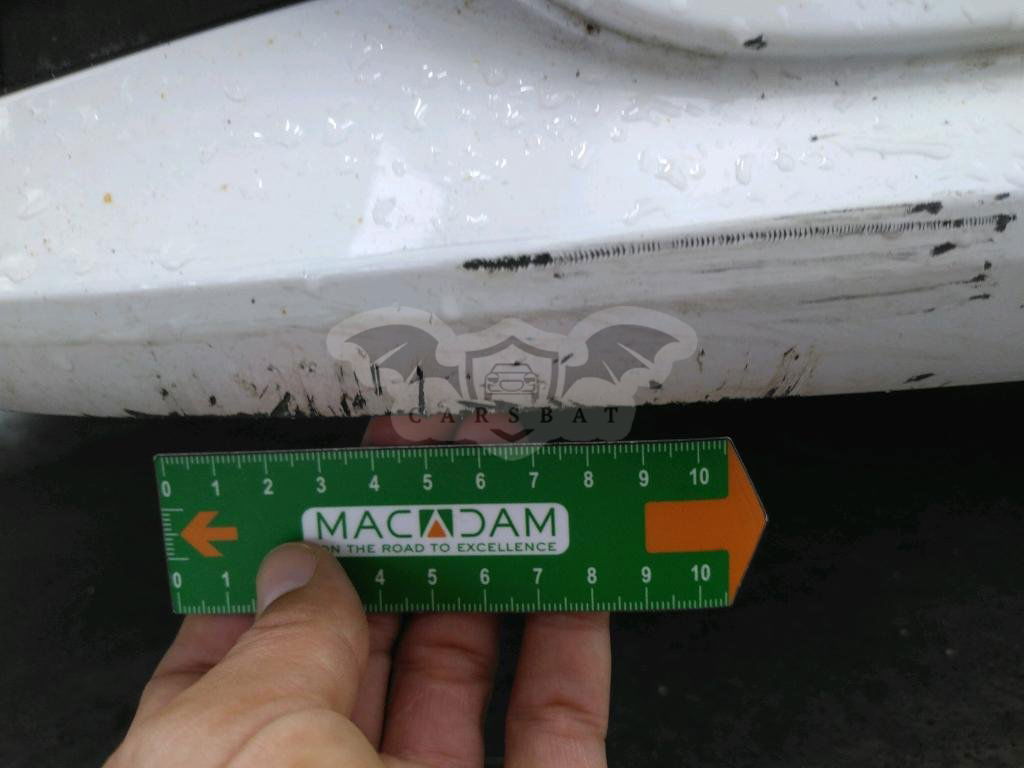 CARSBAT
0 1 2 3 4 5 6 7 8 9 10
MACADAM
ON THE ROAD TO EXCELLENCE
0 1 4 5 6 7 8 9 10